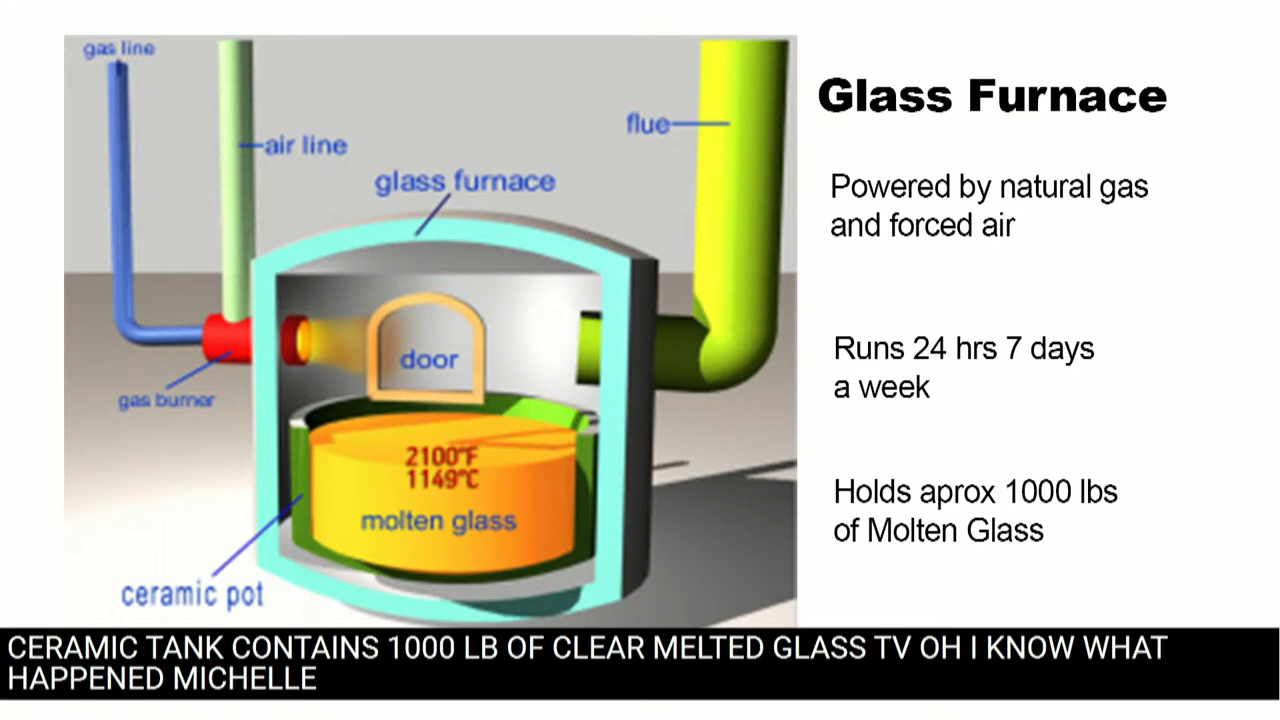 gas line
air line
flue
glass furnace
door
gas burner
2100°F
1149°C
molten glass
ceramic pot
Glass Furnace
Powered by natural gas
and forced air
Runs 24 hrs 7 days
a week
Holds aprox 1000 lbs
of Molten Glass
CERAMIC TANK CONTAINS 1000 LB OF CLEAR MELTED GLASS TV OH I KNOW WHAT
HAPPENED MICHELLE